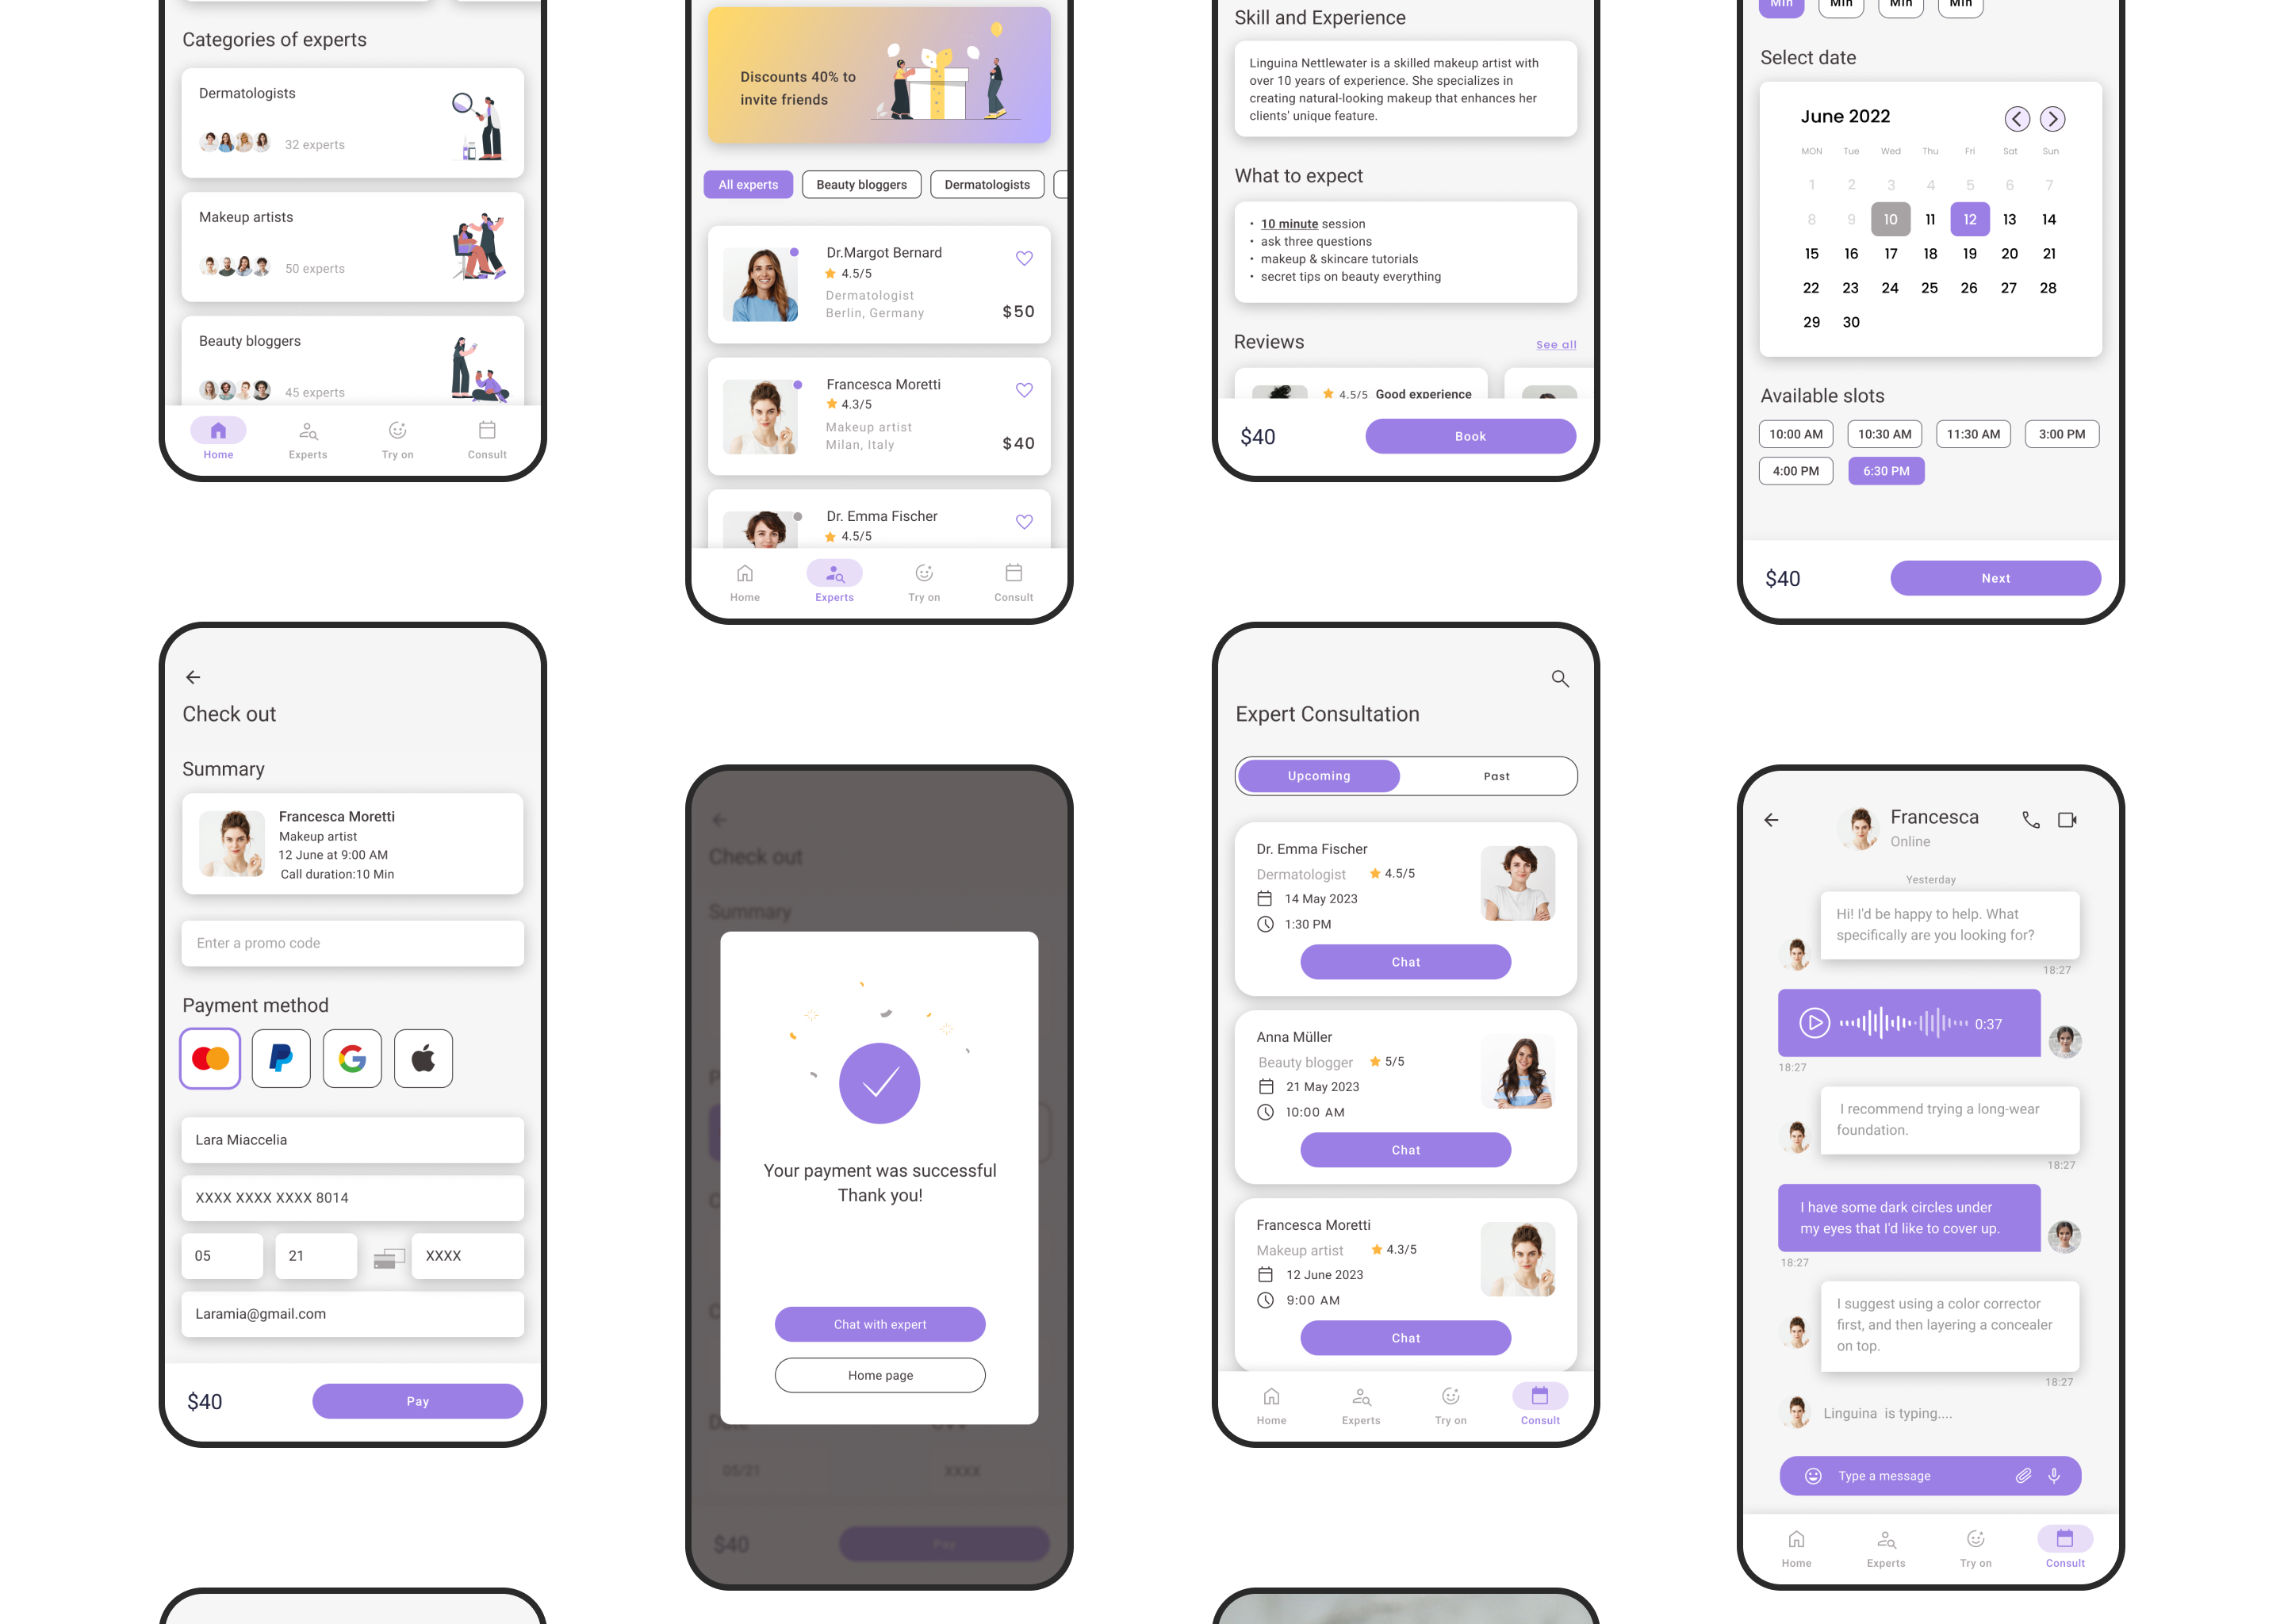 Categories of experts
Dermatologists
32 experts
Makeup artists
50 experts
Beauty bloggers
45 experts
Home
Experts
Try on
Consult
Discounts 40% to
invite friends
All experts
Beauty bloggers
Dermatologists
Dr.Margot Bernard
4.5/5
Dermatologist
Berlin, Germany
$50
Francesca Moretti
4.3/5
Makeup artist
Milan, Italy
$40
Dr. Emma Fischer
4.5/5
Home
Experts
Try on
Consult
Skill and Experience
Linguina Nettlewater is a skilled makeup artist with
over 10 years of experience. She specializes in
creating natural-looking makeup that enhances her
clients' unique feature.
What to expect
• 10 minute session
• ask three questions
• makeup & skincare tutorials
• secret tips on beauty everything
Reviews
See all
4.5/5 Good experience
$40
Book
Min
Min
Min
Min
Select date
June 2022
MON Tue Wed Thu Fri Sat Sun
1 2 3 4 5 6 7
8 9 10 11 12 13 14
15 16 17 18 19 20 21
22 23 24 25 26 27 28
29 30
Available slots
10:00 AM
10:30 AM
11:30 AM
3:00 PM
4:00 PM
6:30 PM
$40
Next
Check out
Summary
Francesca Moretti
Makeup artist
12 June at 9:00 AM
Call duration:10 Min
Enter a promo code
Payment method
Lara Miaccelia
XXXX XXXX XXXX 8014
05
21
XXXX
Laramia@gmail.com
$40
Pay
Check out
Summary
Your payment was successful
Thank you!
Chat with expert
Home page
05/21
XXXX
$40
Pay
Expert Consultation
Upcoming
Past
Dr. Emma Fischer
Dermatologist
4.5/5
14 May 2023
1:30 PM
Chat
Anna Müller
Beauty blogger
5/5
21 May 2023
10:00 AM
Chat
Francesca Moretti
Makeup artist
4.3/5
12 June 2023
9:00 AM
Chat
Home
Experts
Try on
Consult
Francesca
Online
Yesterday
Hi! I'd be happy to help. What
specifically are you looking for?
18:27
0:37
18:27
I recommend trying a long-wear
foundation.
18:27
I have some dark circles under
my eyes that I'd like to cover up.
18:27
I suggest using a color corrector
first, and then layering a concealer
on top.
18:27
Linguina is typing....
Type a message
Home
Experts
Try on
Consult